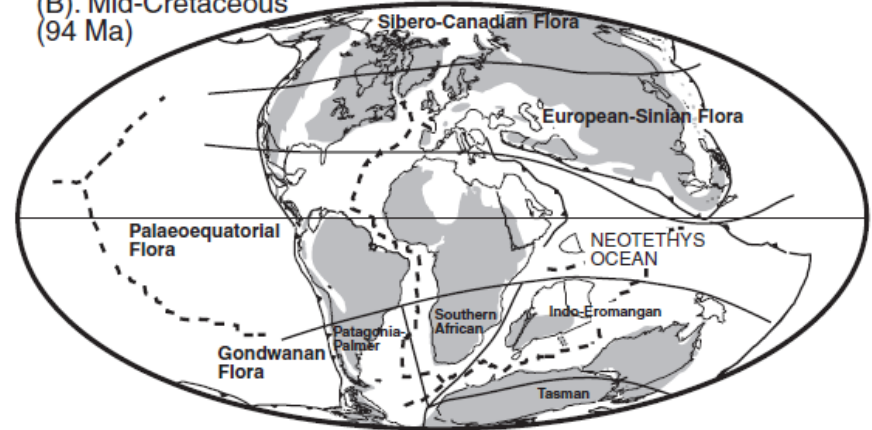 (B). Mid-Cretaceous
(94 Ma)
Sibero-Canadian Flora
European-Sinian Flora
Palaeoequatorial
Flora
NEOTETHYS
OCEAN
Indo-Eromangan
Southern
African
Patagonia-
Palmer
Gondwanan
Flora
Tasman